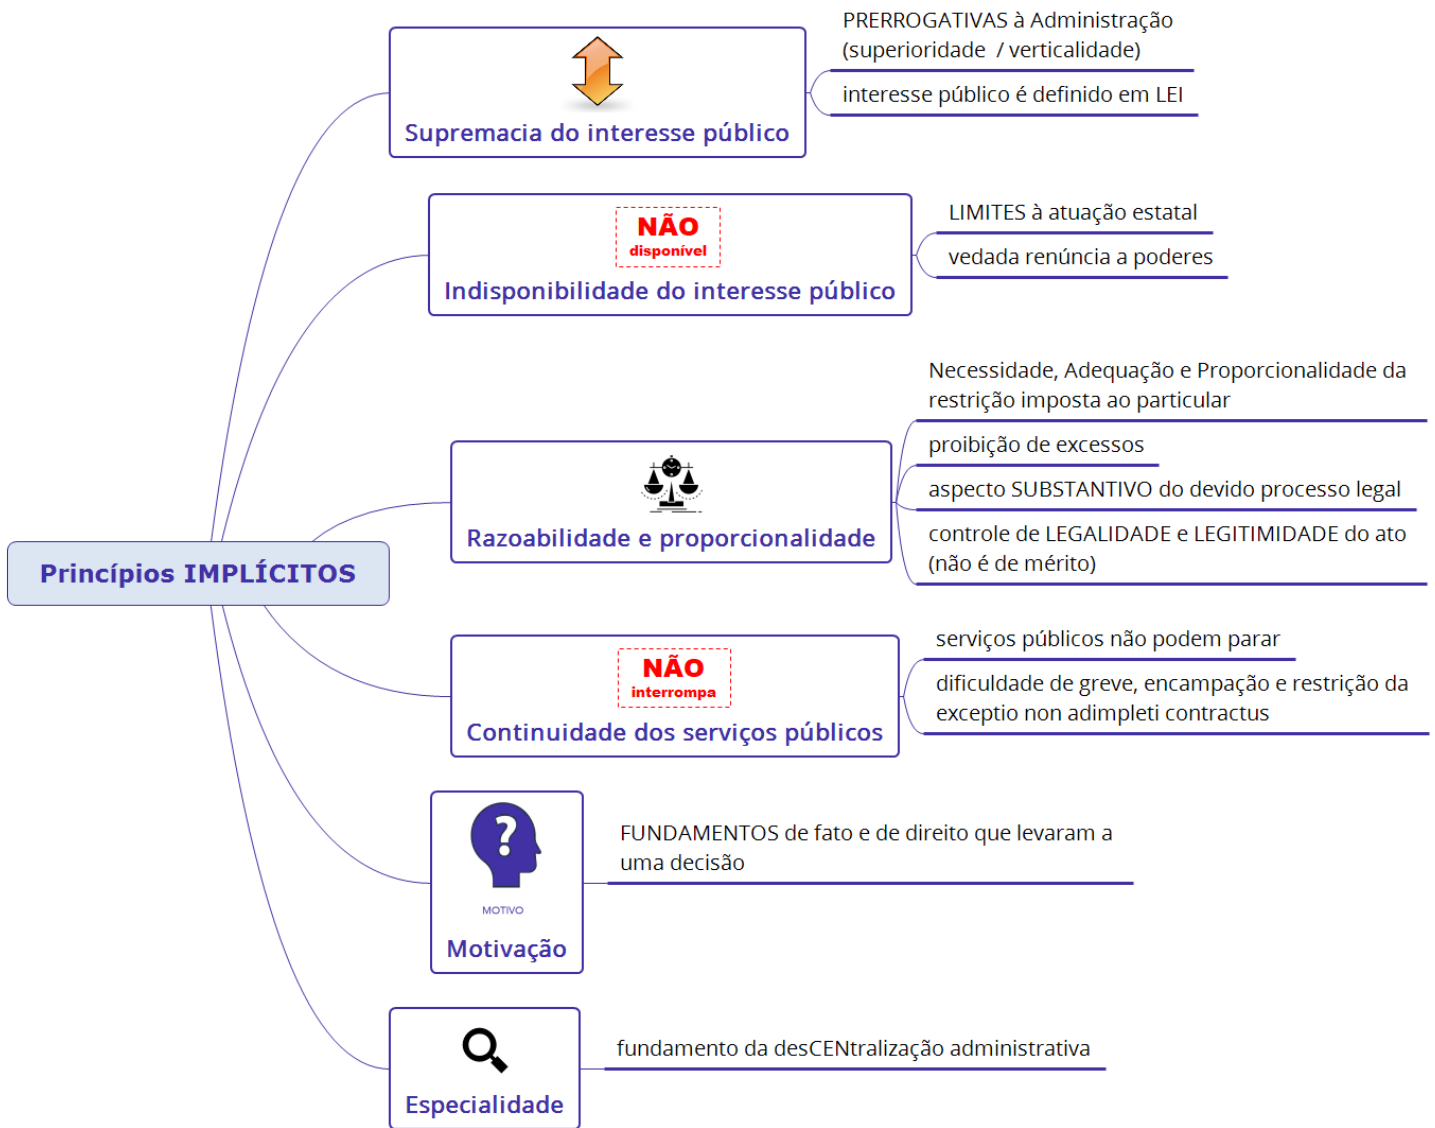 PRERROGATIVAS à Administração
(superioridade / verticalidade)
interesse público é definido em LEI
Supremacia do interesse público
NÃO
disponível
Indisponibilidade do interesse público
LIMITES à atuação estatal
vedada renúncia a poderes
Necessidade, Adequação e Proporcionalidade da
restrição imposta ao particular
proibição de excessos
aspecto SUBSTANTIVO do devido processo legal
controle de LEGALIDADE e LEGITIMIDADE do ato
(não é de mérito)
Razoabilidade e proporcionalidade
Princípios IMPLÍCITOS
NÃO
interrompa
Continuidade dos serviços públicos
serviços públicos não podem parar
dificuldade de greve, encampação e restrição da
exceptio non adimpleti contractus
?
MOTIVO
Motivação
FUNDAMENTOS de fato e de direito que levaram a
uma decisão
Especialidade
fundamento da desCENtralização administrativa